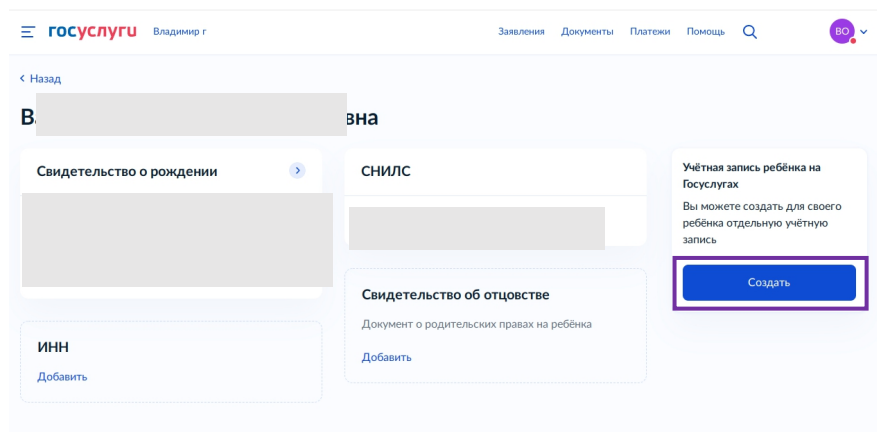 госуслуги Владимир г Заявления Документы Платежи Помощь ВО
Назад
В вна
Свидетельство о рождении
СНИЛС
Учётная запись ребёнка на
Госуслугах
Вы можете создать для своего
ребёнка отдельную учётную
запись
Создать
Свидетельство об отцовстве
Документ о родительских правах на ребёнка
Добавить
ИНН
Добавить